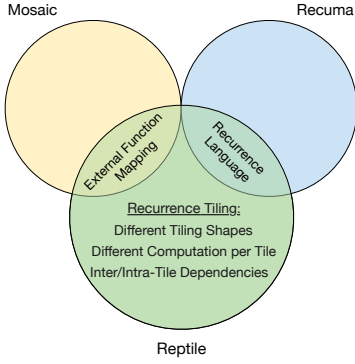 Mosaic
Recuma
External Function
Mapping
Recurrence
Language
Recurrence Tiling:
Different Tiling Shapes
Different Computation per Tile
Inter/Intra-Tile Dependencies
Reptile